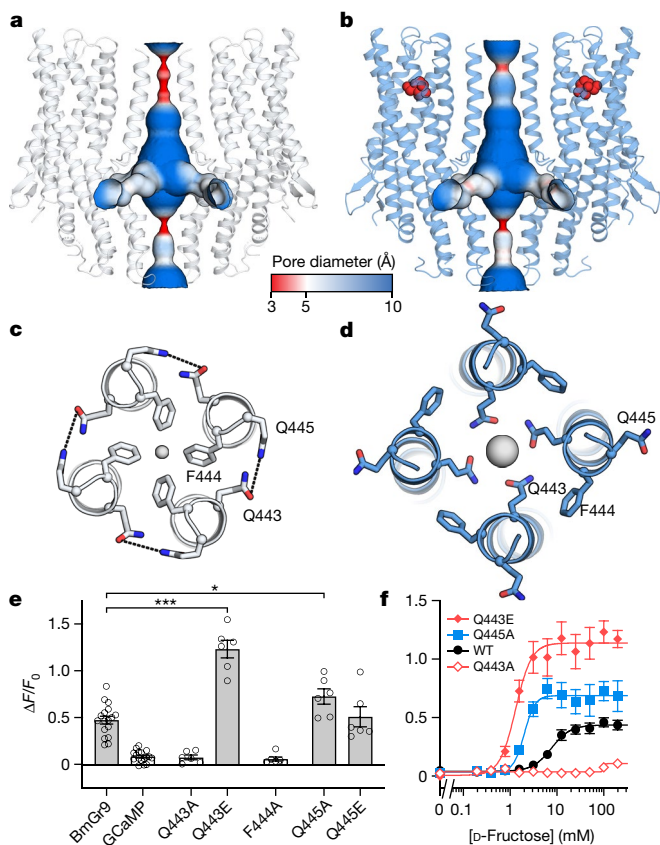 a
b
Pore diameter (Å)
3 5 10
c
d
Q445
F444
Q443
Q445
Q443
F444
e
f
***
*
ΔF/F0
1.5
1.0
0.5
0
BmGr9
GCaMP
Q443A
Q443E
F444A
Q445A
Q445E
1.5
1.0
0.5
0
Q443E
Q445A
WT
Q443A
0 0.1 1 10 100
[D-Fructose] (mM)